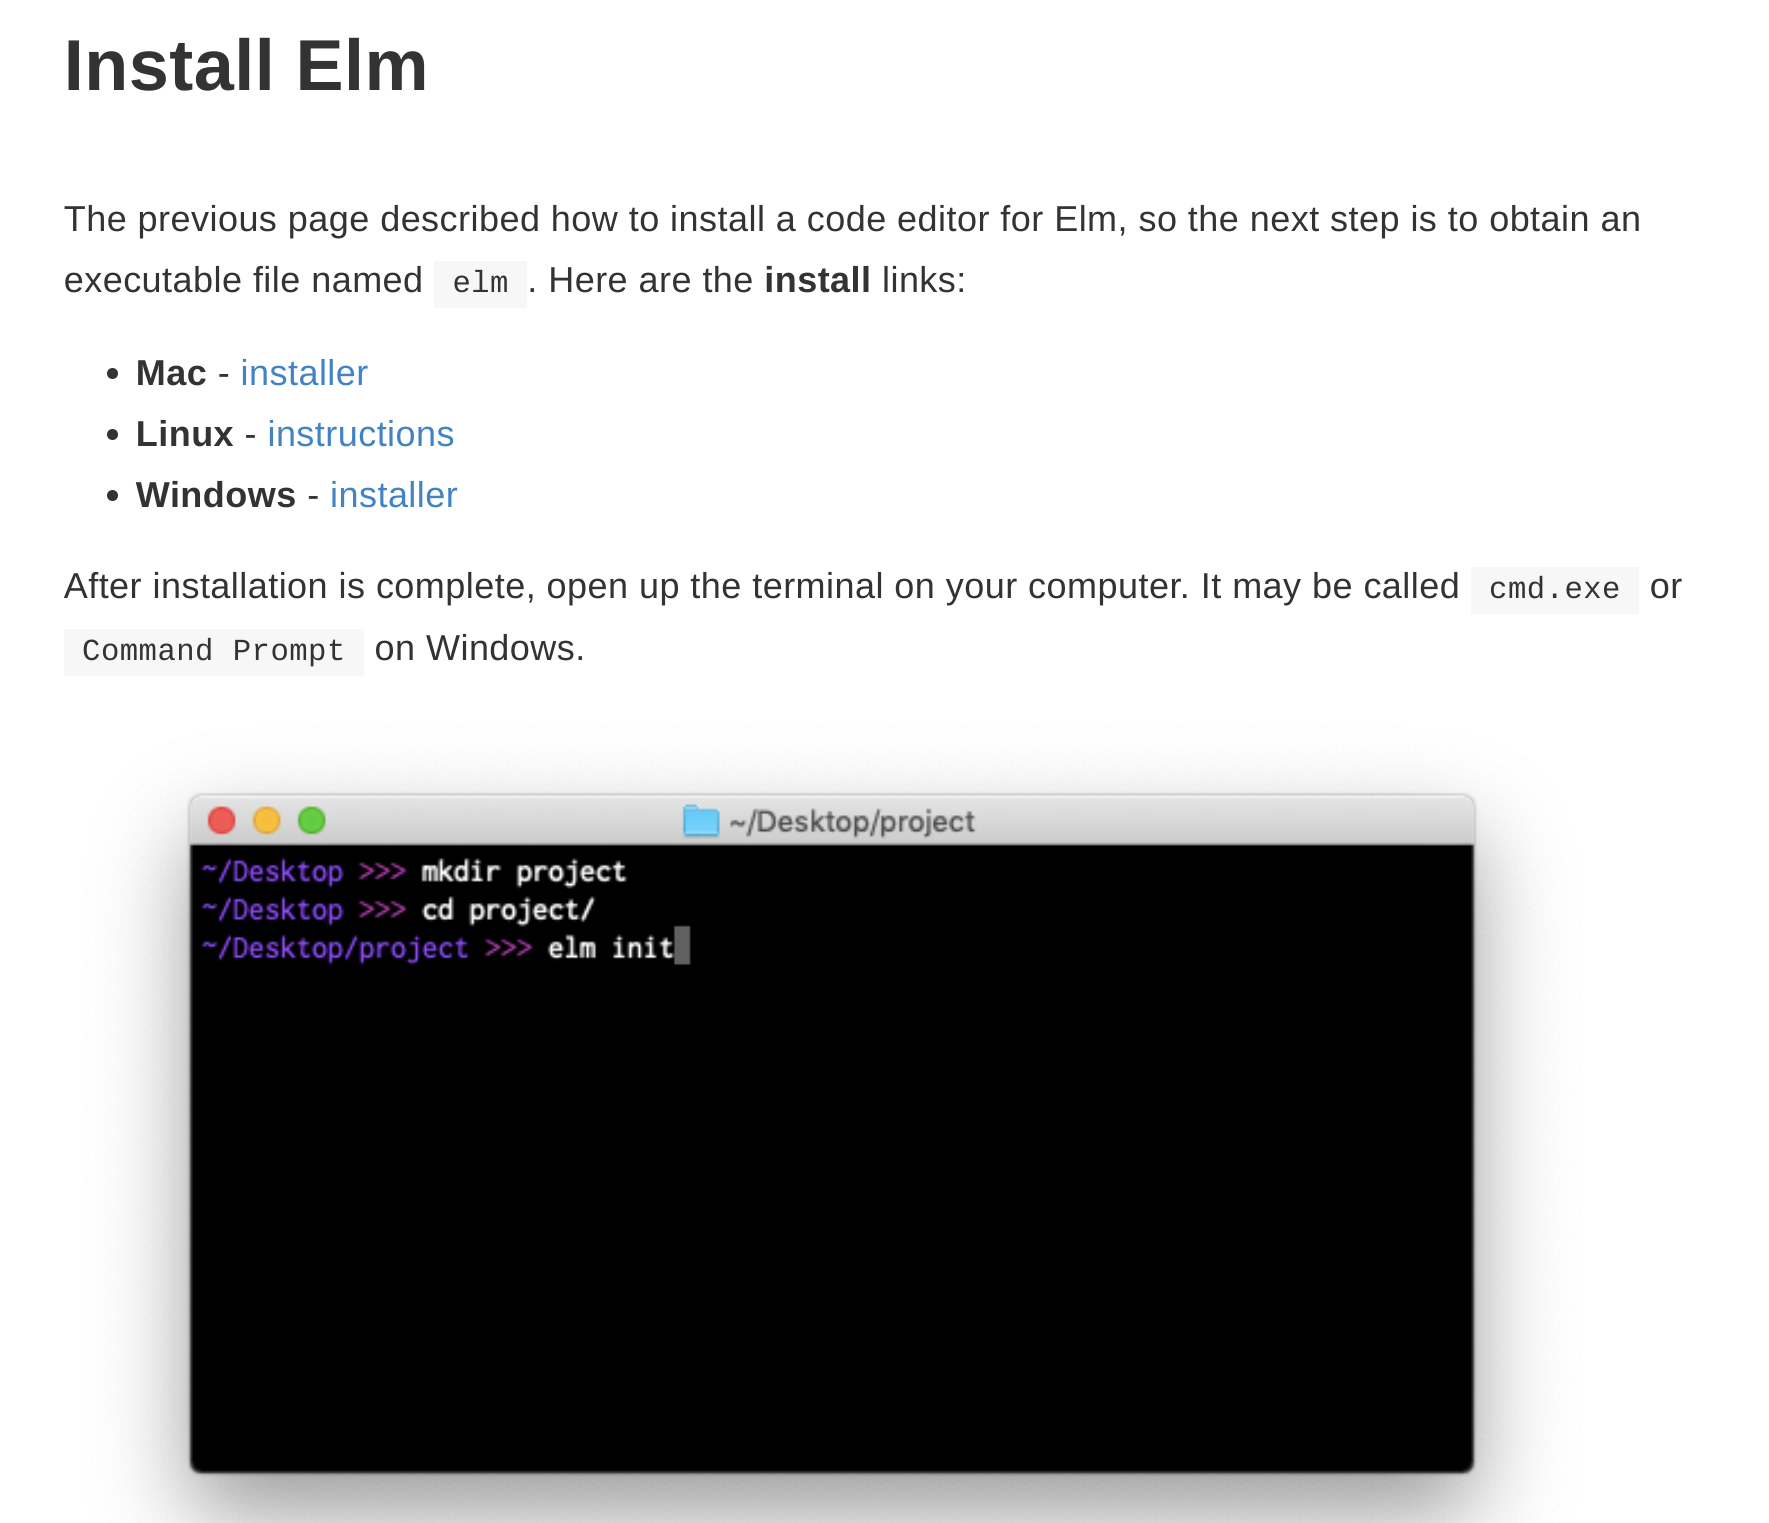 Install Elm
The previous page described how to install a code editor for Elm, so the next step is to obtain an
executable file named elm. Here are the install links:
• Mac - installer
• Linux - instructions
• Windows - installer
After installation is complete, open up the terminal on your computer. It may be called cmd.exe or
Command Prompt on Windows.
~/Desktop/project
~/Desktop >>> mkdir project
~/Desktop >>> cd project/
~/Desktop/project >>> elm init